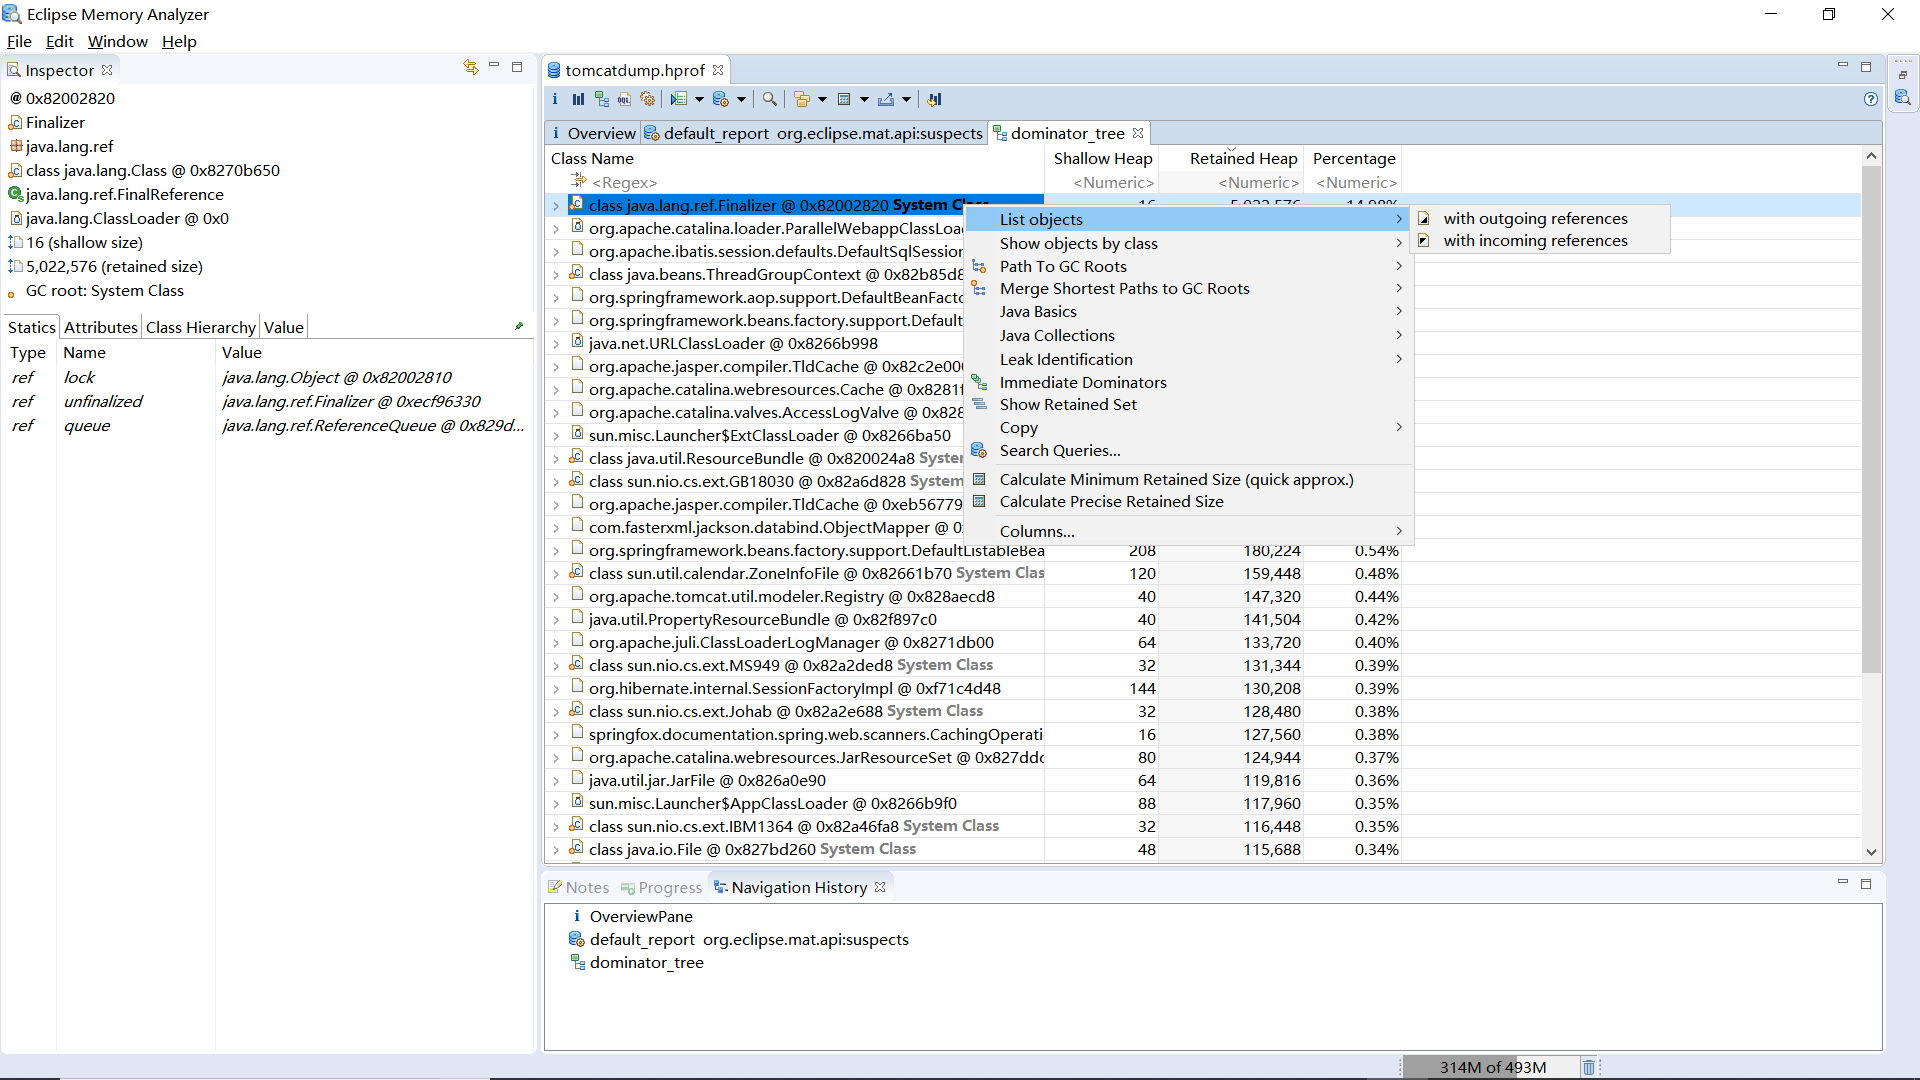 Eclipse Memory Analyzer
File Edit Window Help
Inspector
@ 0x82002820
Finalizer
java.lang.ref
class java.lang.Class @ 0x8270b650
java.lang.ref.FinalReference
java.lang.ClassLoader @ 0x0
16 (shallow size)
5,022,576 (retained size)
GC root: System Class
Statics Attributes Class Hierarchy Value
Type Name Value
ref lock java.lang.Object @ 0x82002810
ref unfinalized java.lang.ref.Finalizer @ 0xecf96330
ref queue java.lang.ref.ReferenceQueue @ 0x829d...
tomcatdump.hprof
Overview default_report org.eclipse.mat.api:suspects dominator_tree
Class Name Shallow Heap Retained Heap Percentage
<Regex> <Numeric> <Numeric> <Numeric>
class java.lang.ref.Finalizer @ 0x82002820 System Class 16 5,022,576 14.98%
org.apache.catalina.loader.ParallelWebappClassLoa
org.apache.ibatis.session.defaults.DefaultSqlSession
class java.beans.ThreadGroupContext @ 0x82b85d8
org.springframework.aop.support.DefaultBeanFacto
org.springframework.beans.factory.support.Default
java.net.URLClassLoader @ 0x8266b998
org.apache.jasper.compiler.TldCache @ 0x82c2e00
org.apache.catalina.webresources.Cache @ 0x8281f
org.apache.catalina.valves.AccessLogValve @ 0x828
sun.misc.Launcher$ExtClassLoader @ 0x8266ba50
class java.util.ResourceBundle @ 0x820024a8 System
class sun.nio.cs.ext.GB18030 @ 0x82a6d828 System
org.apache.jasper.compiler.TldCache @ 0xeb56779
com.fasterxml.jackson.databind.ObjectMapper @ 0
org.springframework.beans.factory.support.DefaultListableBea 208 180,224 0.54%
class sun.util.calendar.ZoneInfoFile @ 0x82661b70 System Clas 120 159,448 0.48%
org.apache.tomcat.util.modeler.Registry @ 0x828aecd8 40 147,320 0.44%
java.util.PropertyResourceBundle @ 0x82f897c0 40 141,504 0.42%
org.apache.juli.ClassLoaderLogManager @ 0x8271db00 64 133,720 0.40%
class sun.nio.cs.ext.MS949 @ 0x82a2ded8 System Class 32 131,344 0.39%
org.hibernate.internal.SessionFactoryImpl @ 0xf71c4d48 144 130,208 0.39%
class sun.nio.cs.ext.Johab @ 0x82a2e688 System Class 32 128,480 0.38%
springfox.documentation.spring.web.scanners.CachingOperati 16 127,560 0.38%
org.apache.catalina.webresources.JarResourceSet @ 0x827ddc 80 124,944 0.37%
java.util.jar.JarFile @ 0x826a0e90 64 119,816 0.36%
sun.misc.Launcher$AppClassLoader @ 0x8266b9f0 88 117,960 0.35%
class sun.nio.cs.ext.IBM1364 @ 0x82a46fa8 System Class 32 116,448 0.35%
class java.io.File @ 0x827bd260 System Class 48 115,688 0.34%
List objects
Show objects by class
Path To GC Roots
Merge Shortest Paths to GC Roots
Java Basics
Java Collections
Leak Identification
Immediate Dominators
Show Retained Set
Copy
Search Queries...
Calculate Minimum Retained Size (quick approx.)
Calculate Precise Retained Size
Columns...
with outgoing references
with incoming references
Notes Progress Navigation History
OverviewPane
default_report org.eclipse.mat.api:suspects
dominator_tree
314M of 493M